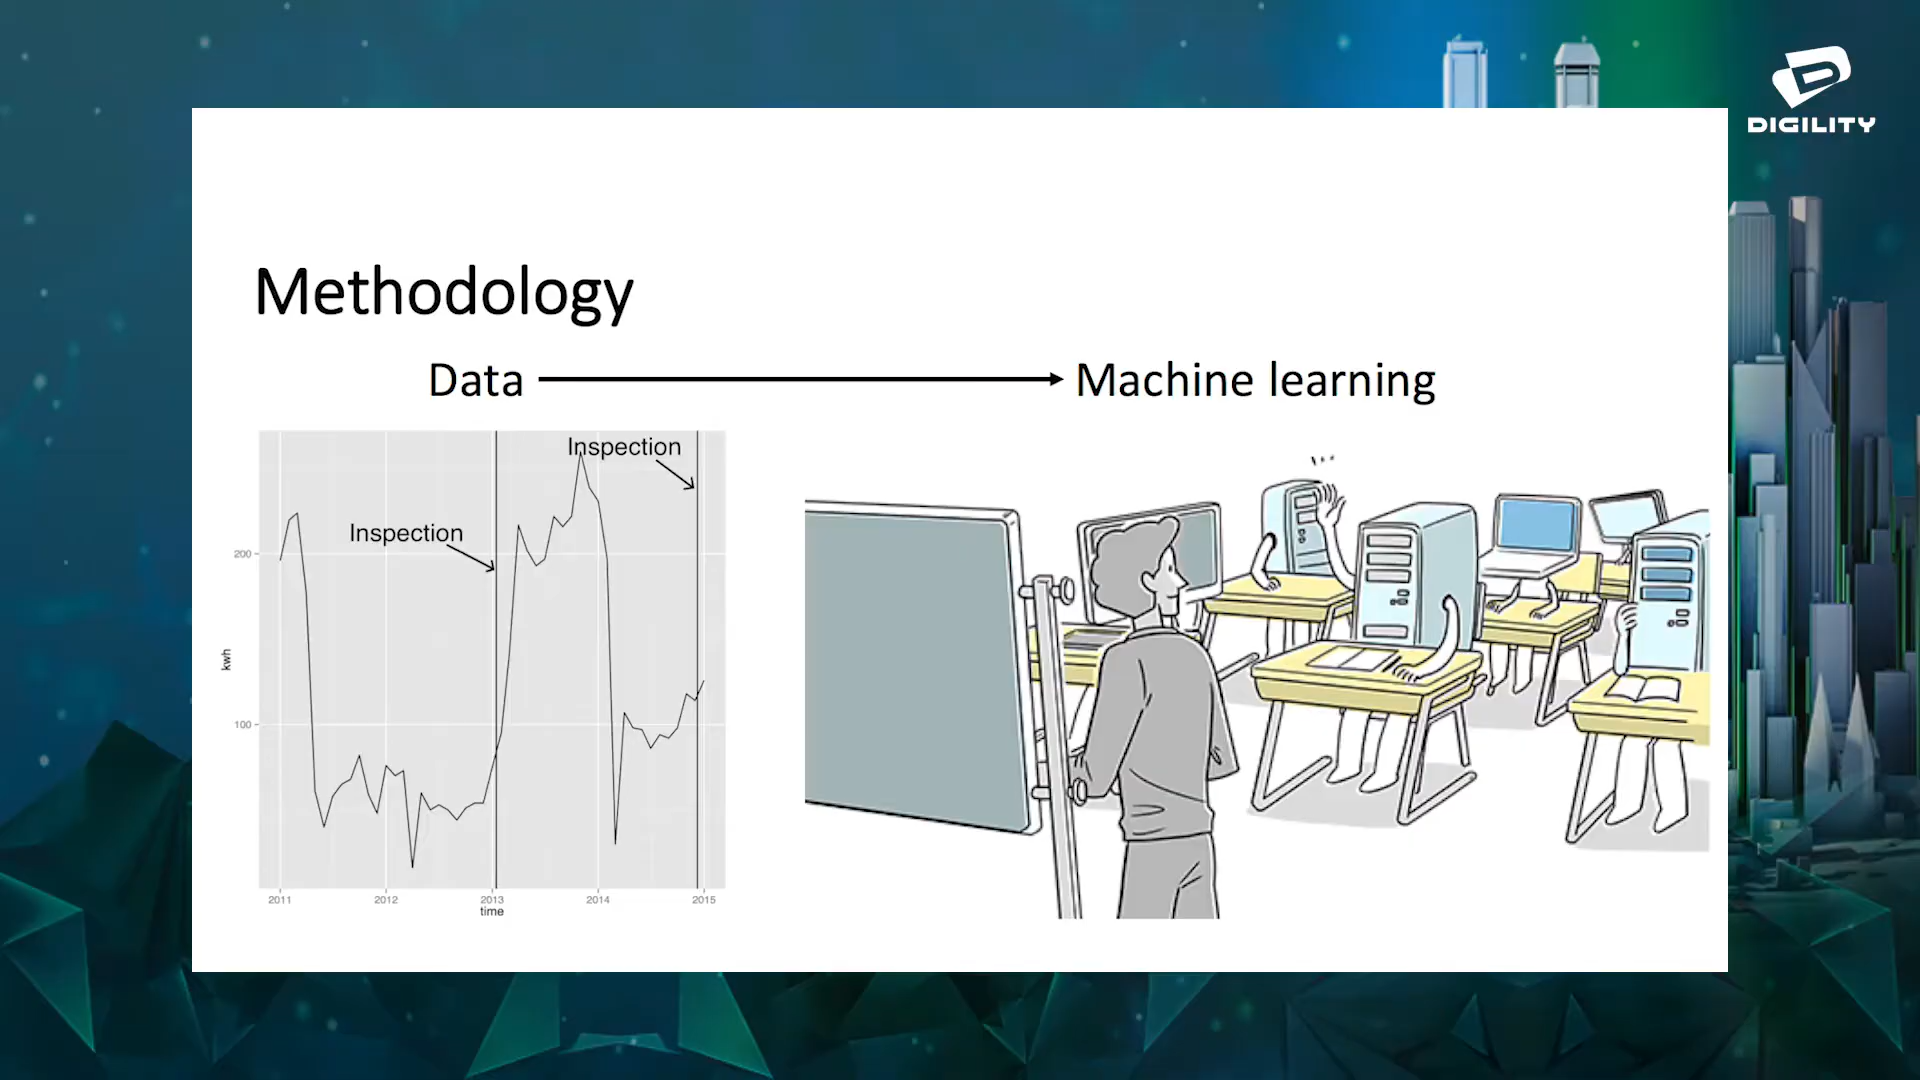 DIGILITY
Methodology
Data
Machine learning
Inspection
Inspection
200
kwh
100
2011
2012
2013
2014
2015
time